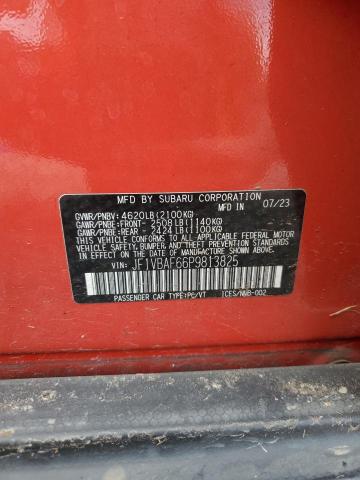 MFD. BY SUBARU CORPORATION 07/23
GVWR/PNBV: 4620LB(2100KG)
GAWR/PNBE: FRONT- 2508LB(1140KG)
GAWR/PNBE: REAR 2424LB(1100KG)
THIS VEHICLE CONFORMS TO ALL APPLICABLE FEDERAL MOTOR
VEHICLE SAFETY, BUMPER, AND THEFT PREVENTION STANDARDS
IN EFFECT ON THE DATE OF MANUFACTURE SHOWN ABOVE.
VIN: JF1VBAF66P9813825
PASSENGER CAR TYPE:PC/VT ICES/NMB-002